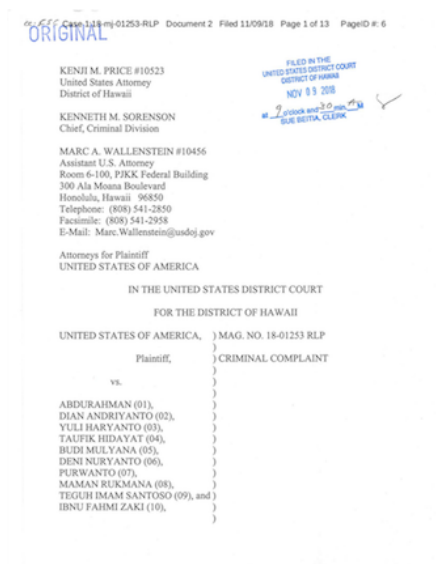 Case 1:18-mj-01253-RLP Document 2 Filed 11/09/18 Page 1 of 13 PageID #: 6
ORIGINAL
KENJI M. PRICE #10523
United States Attorney
District of Hawaii
KENNETH M. SORENSON
Chief, Criminal Division
MARC A. WALLENSTEIN #10456
Assistant U.S. Attorney
Room 6-100, PJKK Federal Building
300 Ala Moana Boulevard
Honolulu, Hawaii 96850
Telephone: (808) 541-2850
Facsimile: (808) 541-2958
E-Mail: Marc.Wallenstein@usdoj.gov
Attorneys for Plaintiff
UNITED STATES OF AMERICA
FILED IN THE
UNITED STATES DISTRICT COURT
DISTRICT OF HAWAII
NOV 09 2018
at 9 o'clock and 20 min. A M
SUE BEITIA, CLERK
IN THE UNITED STATES DISTRICT COURT
FOR THE DISTRICT OF HAWAII
UNITED STATES OF AMERICA, ) MAG. NO. 18-01253 RLP
)
Plaintiff, ) CRIMINAL COMPLAINT
)
vs. )
)
ABDURAHMAN (01), )
DIAN ANDRIYANTO (02), )
YULI HARYANTO (03), )
TAUFIK HIDAYAT (04), )
BUDI MULYANA (05), )
DENI NURYANTO (06), )
PURWANTO (07), )
MAMAN RUKMANA (08), )
TEGUH IMAM SANTOSO (09), and )
IBNU FAHMI ZAKI (10), )
)